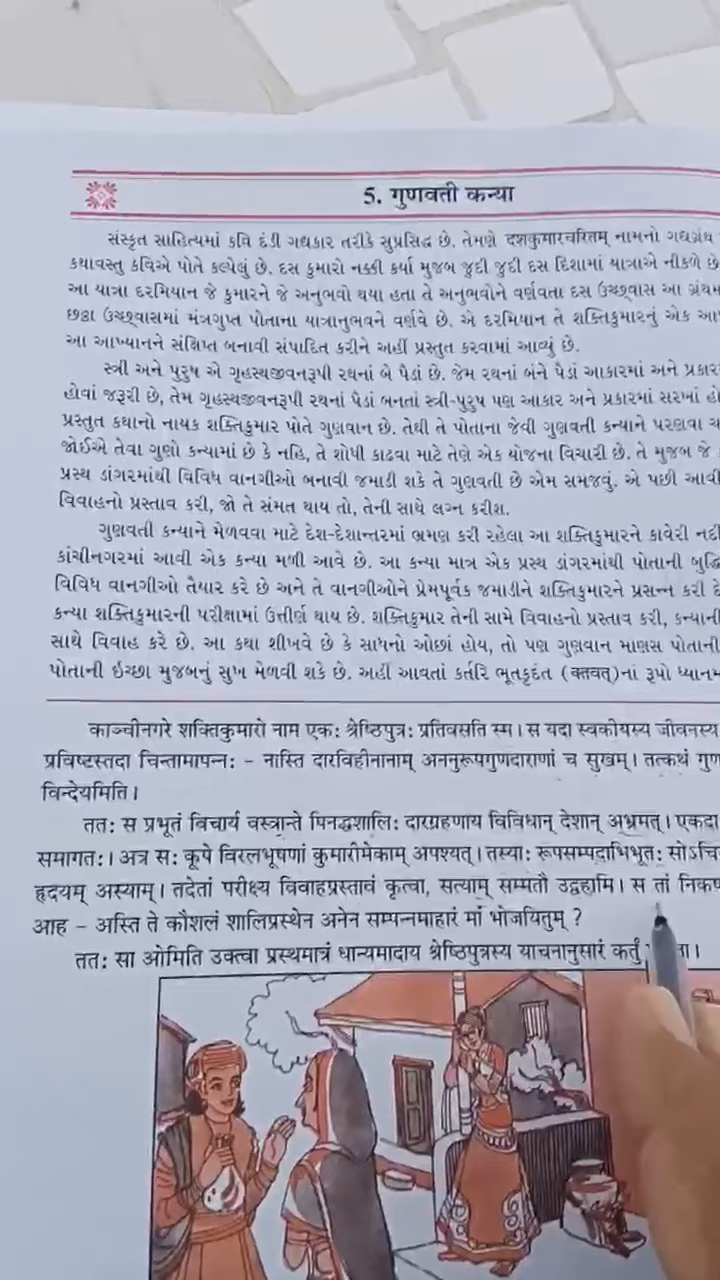 5. गुणवती कन्या
સંસ્કૃત સાહિત્યમાં કવિ દંડી ગદ્યકાર તરીકે સુપ્રસિદ્ધ છે. તેમણે दशकुमारचरितम् નામનો ગદ્યગ્રંથ
કથાવસ્તુ કવિએ પોતે કલ્પેલું છે. દસ કુમારો નક્કી કર્યા મુજબ જુદી જુદી દસ દિશામાં યાત્રાએ નીકળે છે
આ યાત્રા દરમિયાન જે કુમારને જે અનુભવો થયા હતા તે અનુભવોને વર્ણવતા દસ ઉચ્છ્વાસ આ
છઠ્ઠા ઉચ્છ્વાસમાં મંત્રગુપ્ત પોતાના યાત્રાનુભવને વર્ણવે છે. એ દરમિયાન તે શક્તિકુમારનું એક
આ આખ્યાનને સંક્ષિપ્ત બનાવી સંપાદિત કરીને અહીં પ્રસ્તુત કરવામાં આવ્યું છે.
સ્ત્રી અને પુરુષ એ ગૃહસ્થજીવનરૂપી રથનાં બે પૈડાં છે. જેમ રથનાં બંને પૈડાં આકારમાં અને
હોવાં જરૂરી છે, તેમ ગૃહસ્થજીવનરૂપી રથનાં પૈડાં બનતાં સ્ત્રી-પુરુષ પણ આકાર અને પ્રકારમાં સરખાં
પ્રસ્તુત કથાનો નાયક શક્તિકુમાર પોતે ગુણવાન છે. તેથી તે પોતાના જેવી ગુણવતી કન્યાને પરણવા
જોઈએ તેવા ગુણો કન્યામાં છે કે નહિ, તે શોધી કાઢવા માટે તેણે એક યોજના વિચારી છે. તે મુજબ જે
પ્રસ્થ ડાંગરમાંથી વિવિધ વાનગીઓ બનાવી જમાડી શકે તે ગુણવતી છે એમ સમજવું. એ પછી આવી
વિવાહનો પ્રસ્તાવ કરી, જો તે સંમત થાય તો, તેની સાથે લગ્ન કરીશ.
ગુણવતી કન્યાને મેળવવા માટે દેશ-દેશાન્તરમાં ભ્રમણ કરી રહેલા આ શક્તિકુમારને કાવેરી નદી
કાંચીનગરમાં આવી એક કન્યા મળી આવે છે. આ કન્યા માત્ર એક પ્રસ્થ ડાંગરમાંથી પોતાની બુદ્ધિ
વિવિધ વાનગીઓ તૈયાર કરે છે અને તે વાનગીઓને પ્રેમપૂર્વક જમાડીને શક્તિકુમારને પ્રસન્ન કરી
કન્યા શક્તિકુમારની પરીક્ષામાં ઉત્તીર્ણ થાય છે. શક્તિકુમાર તેની સામે વિવાહનો પ્રસ્તાવ કરી, કન્યાની
સાથે વિવાહ કરે છે. આ કથા શીખવે છે કે સાધનો ઓછાં હોય, તો પણ ગુણવાન માણસ પોતાની
પોતાની ઇચ્છા મુજબનું સુખ મેળવી શકે છે. અહીં આવતાં કર્તરિ ભૂતકૃદંત (क्तवत्)નાં રૂપો
काञ्चीनगरे शक्तिकुमारो नाम एक: श्रेष्ठिपुत्र: प्रतिवसति स्म। स यदा स्वकीयस्य जीवनस्य
प्रविष्टस्तदा चिन्तामापन्न: - नास्ति दारविहीनानाम् अननुरूपगुणदाराणां च सुखम्। तत्कथं
विन्देयमिति।
तत: स प्रभूतं विचार्य वस्त्रान्ते पिनद्धशालि: दारग्रहणाय विविधान् देशान् अभ्रमत्। एकदा
समागत:। अत्र स: कूपे विरलभूषणां कुमारीमेकाम् अपश्यत्। तस्या: रूपसम्पदाभिभूत:
हृदयम् अस्याम्। तदेतां परीक्ष्य विवाहप्रस्तावं कृत्वा, सत्याम् सम्मतौ उद्वहामि। स तां
आह - अस्ति ते कौशलं शालिप्रस्थेन अनेन सम्पन्नमाहारं मां भोजयितुम् ?
तत: सा ओमिति उक्त्वा प्रस्थमात्रं धान्यमादाय श्रेष्ठिपुत्रस्य याचनानुसारं कर्तुं